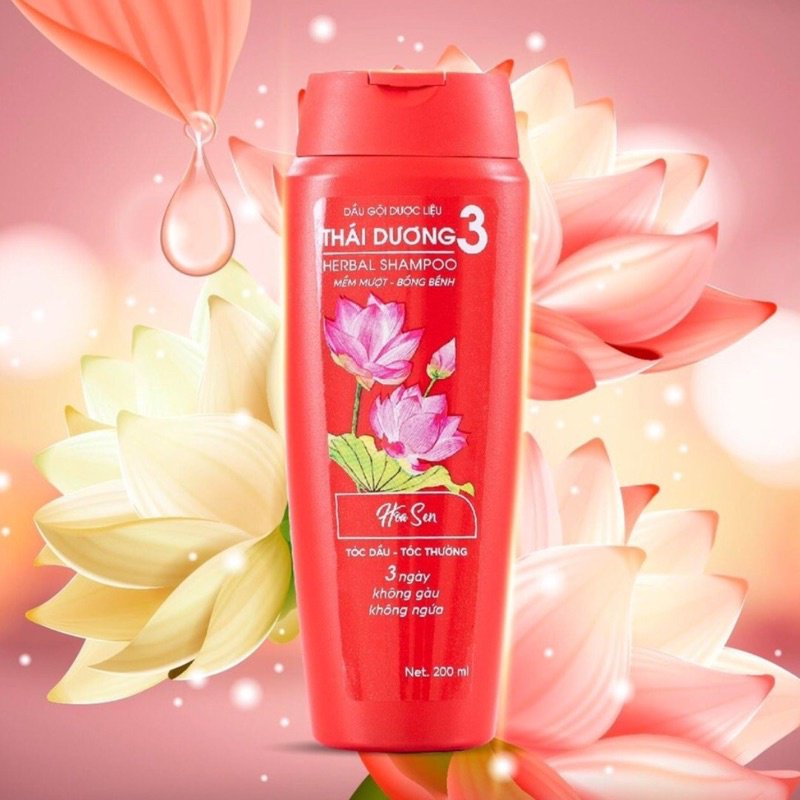 DẦU GỘI DƯỢC LIỆU
THÁI DƯƠNG 3
HERBAL SHAMPOO
MỀM MƯỢT - BỒNG BỀNH
Hoa Sen
TÓC DẦU - TÓC THƯỜNG
3 ngày
không gàu
không ngứa
Net. 200 ml